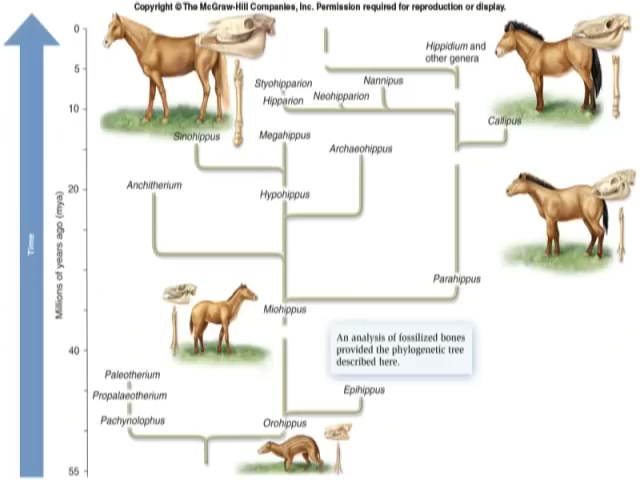 Copyright © The McGraw-Hill Companies, Inc. Permission required for reproduction or display.
0
5
10
20
40
55
Time
Millions of years ago (mya)
Hippidium and
other genera
Styohipparion
Nannipus
Hipparion
Neohipparion
Callipus
Sinohippus
Megahippus
Archaeohippus
Anchitherium
Hypohippus
Parahippus
Miohippus
An analysis of fossilized bones
provided the phylogenetic tree
described here.
Paleotherium
Propalaeotherium
Epihippus
Pachynolophus
Orohippus